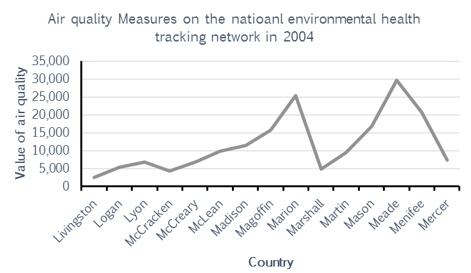 Air quality Measures on the natioanl environmental health
tracking network in 2004
Value of air quality
35,000
30,000
25,000
20,000
15,000
10,000
5,000
0
Livingston
Logan
Lyon
McCracken
McCreary
McLean
Madison
Magoffin
Marion
Marshall
Martin
Mason
Meade
Menifee
Mercer
Country